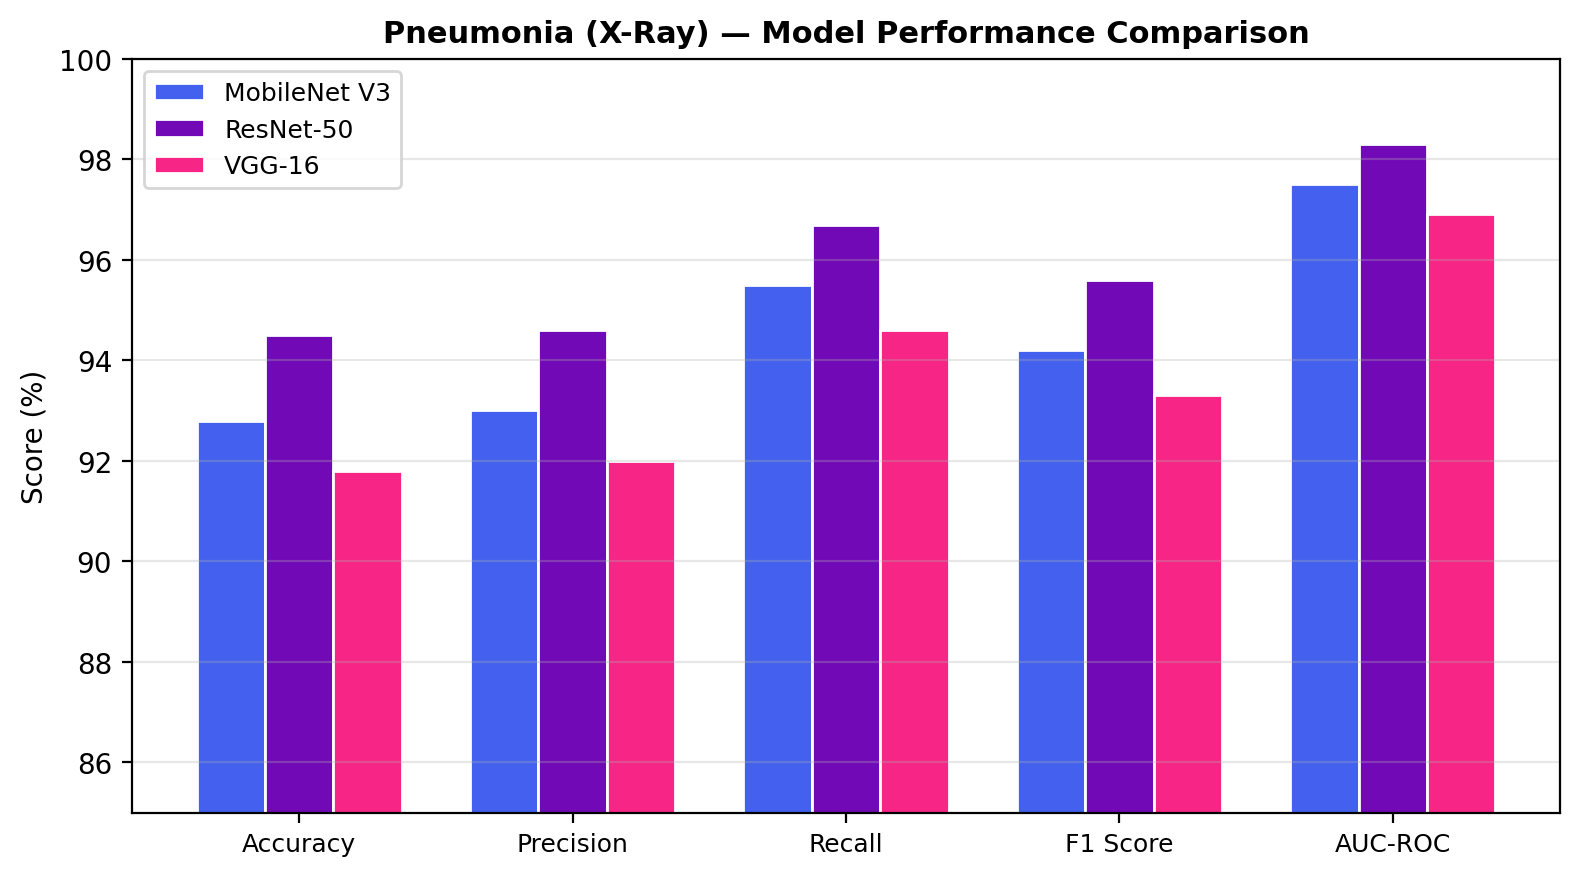 Pneumonia (X-Ray) — Model Performance Comparison
100
98
96
94
92
90
88
86
Score (%)
MobileNet V3
ResNet-50
VGG-16
Accuracy
Precision
Recall
F1 Score
AUC-ROC